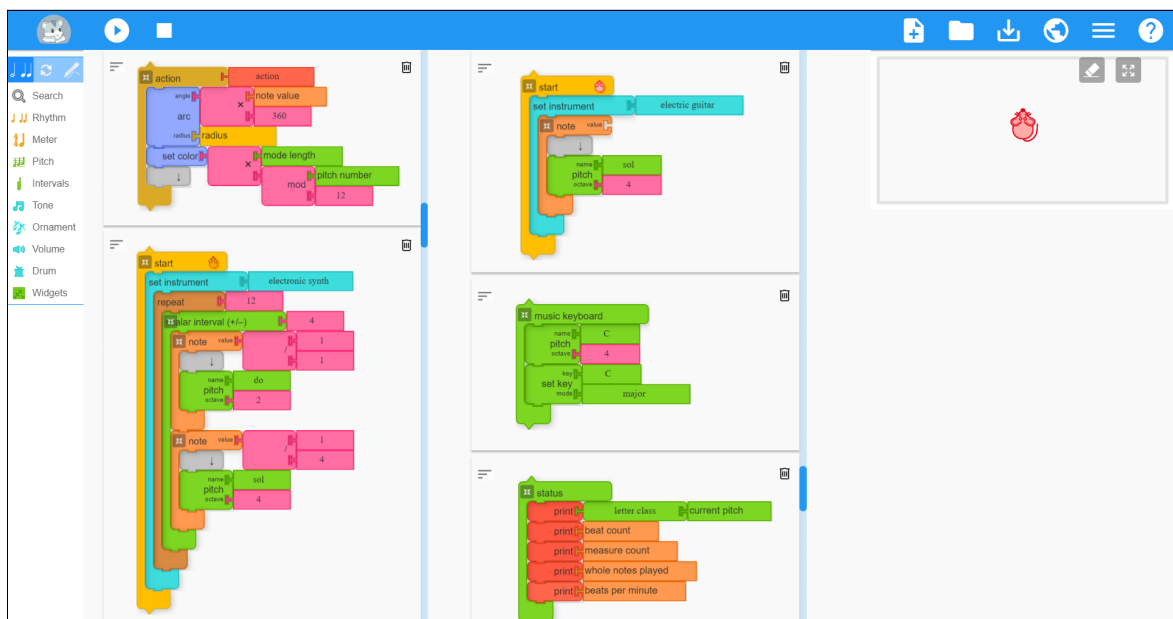 Search
Rhythm
Meter
Pitch
Intervals
Tone
Ornament
Volume
Drum
Widgets
action action
angle × note value
arc 360
radius radius
set color × mode length
mod pitch number
12
start
set instrument electronic synth
repeat 12
alar interval (+/–) 4
note value / 1
1
name do
pitch
octave 2
note value / 1
4
name sol
pitch
octave 4
start
set instrument electric guitar
note value
name sol
pitch
octave 4
music keyboard
name C
pitch
octave 4
key C
set key
mode major
status
print letter class current pitch
print beat count
print measure count
print whole notes played
print beats per minute